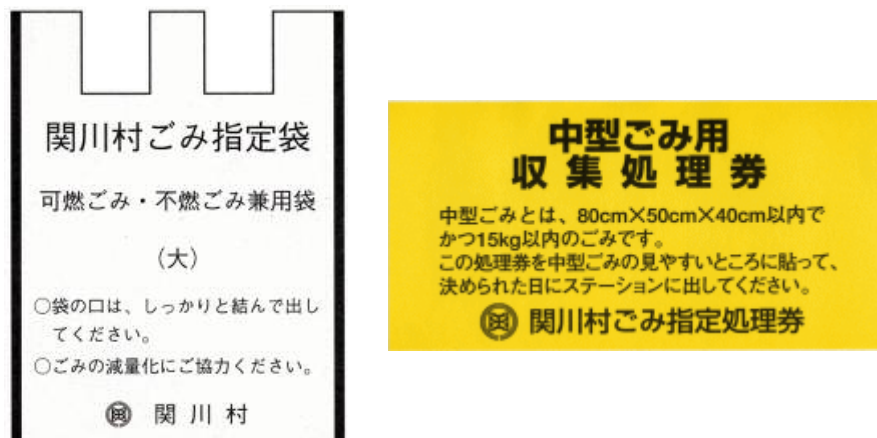 関川村ごみ指定袋
可燃ごみ・不燃ごみ兼用袋
(大)
○袋の口は、しっかりと結んで出し
てください。
○ごみの減量化にご協力ください。
関川村
中型ごみ用
収集処理券
中型ごみとは、80cm×50cm×40cm以内で
かつ15kg以内のごみです。
この処理券を中型ごみの見やすいところに貼って、
決められた日にステーションに出してください。
関川村ごみ指定処理券